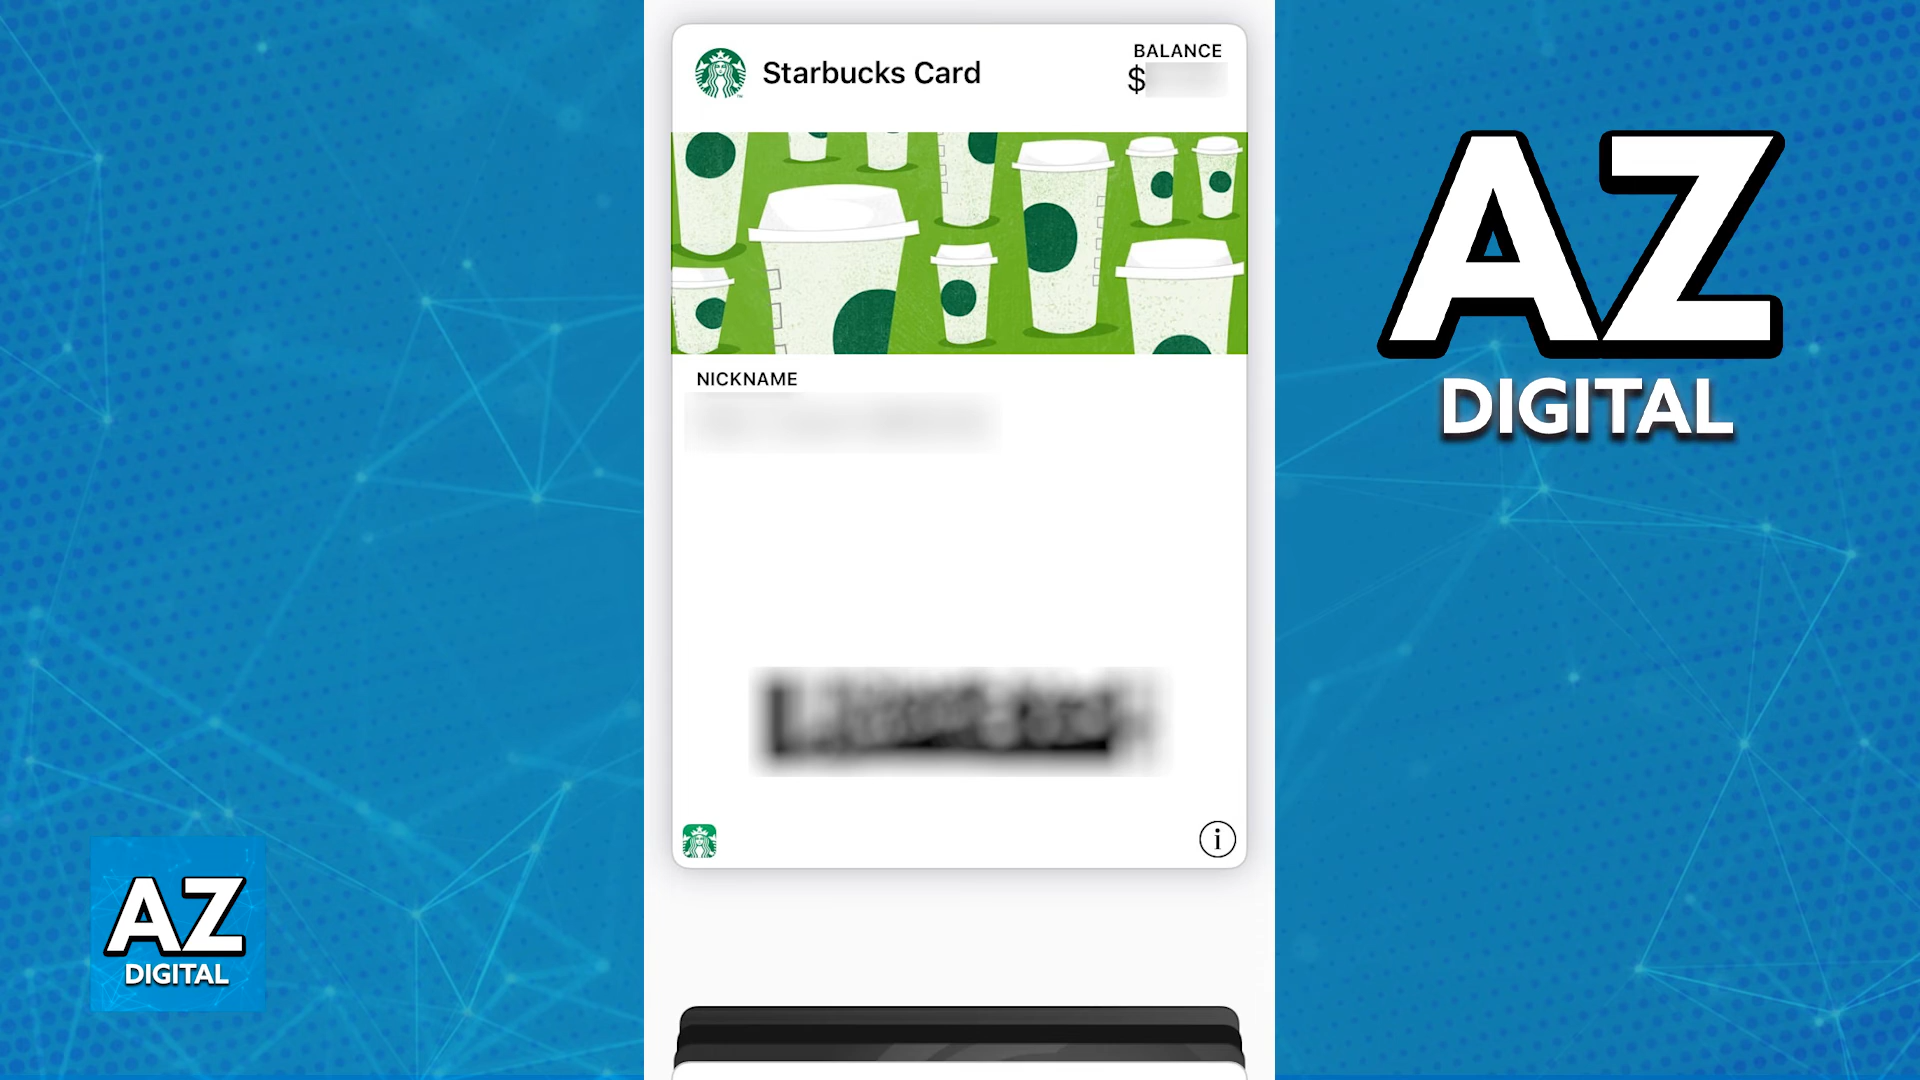 Starbucks Card
BALANCE
$
NICKNAME
i
AZ
DIGITAL
AZ
DIGITAL